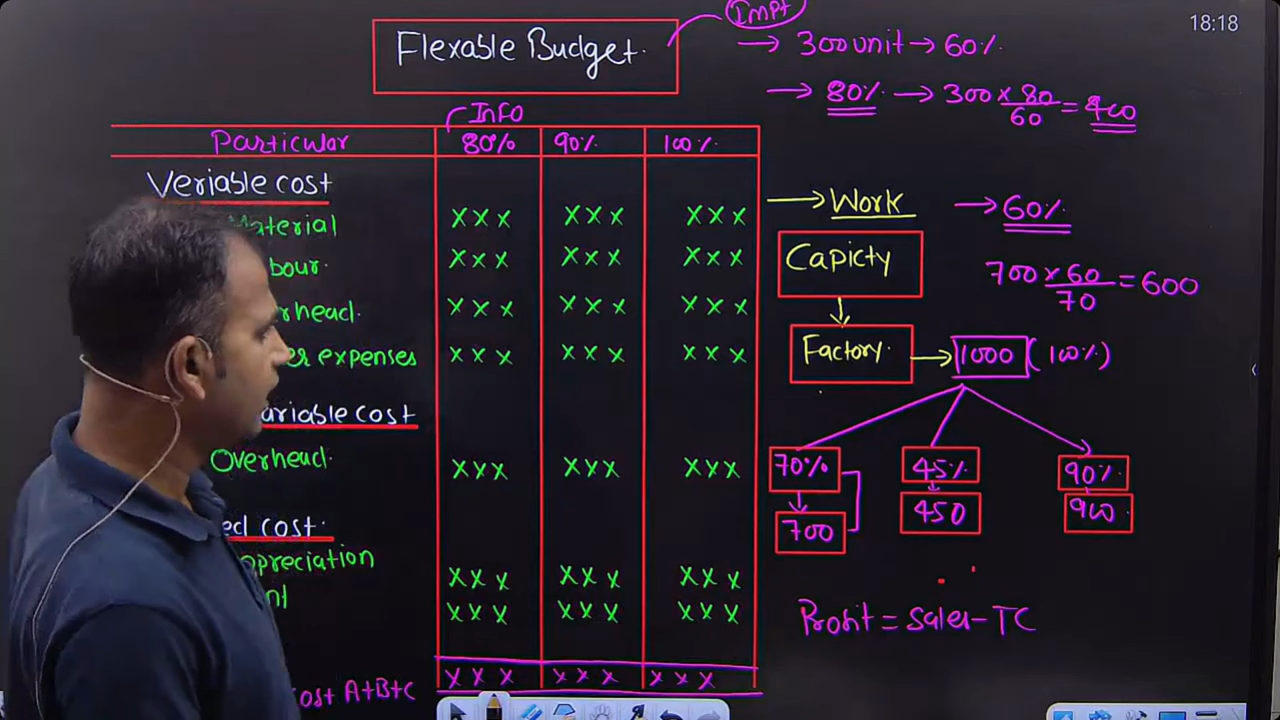 Flexable Budget.
Impt
18:18
→ 300 unit → 60%
→ 80% → 300 × 80/60 = 400
Info
Particular 80% 90% 100%
Veriable cost
Material XXX XXX XXX
bour. XXX XXX XXX
rhead. XXX XXX XXX
er expenses XXX XXX XXX
ariable cost
Overhead. XXX XXX XXX
ed cost.
preciation XXX XXX XXX
nt XXX XXX XXX
ost A+B+C XXX XXX XXX
→ Work → 60%
Capicty
700 × 60/70 = 600
Factory. → 1000 (100%)
70% 45% 90%
700 450 900
Profit = Sales - TC